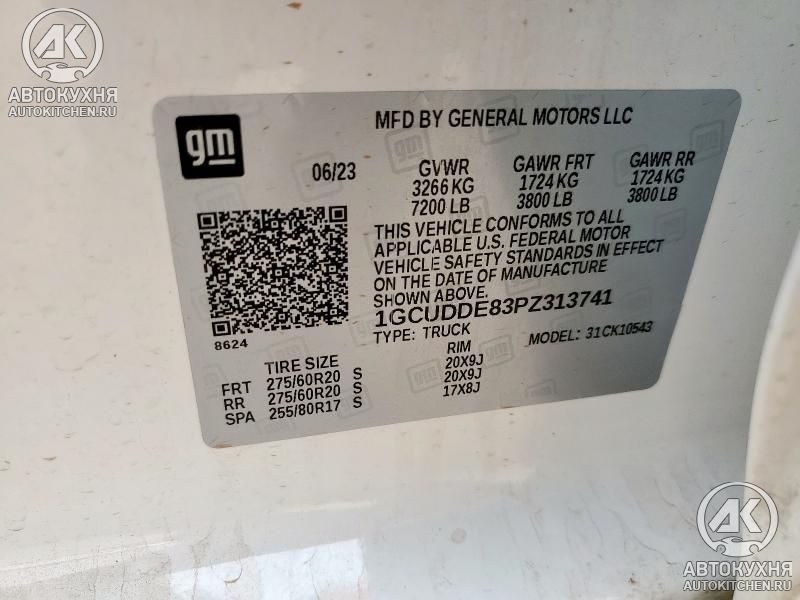 АК
АВТОКУХНЯ
AUTOKITCHEN.RU
gm
MFD BY GENERAL MOTORS LLC
06/23 GVWR GAWR FRT GAWR RR
3266 KG 1724 KG 1724 KG
7200 LB 3800 LB 3800 LB
THIS VEHICLE CONFORMS TO ALL
APPLICABLE U.S. FEDERAL MOTOR
VEHICLE SAFETY STANDARDS IN EFFECT
ON THE DATE OF MANUFACTURE
SHOWN ABOVE.
1GCUDDE83PZ313741
TYPE: TRUCK MODEL: 31CK10543
8624
TIRE SIZE RIM
FRT 275/60R20 S 20X9J
RR 275/60R20 S 20X9J
SPA 255/80R17 S 17X8J
АК
АВТОКУХНЯ
AUTOKITCHEN.RU